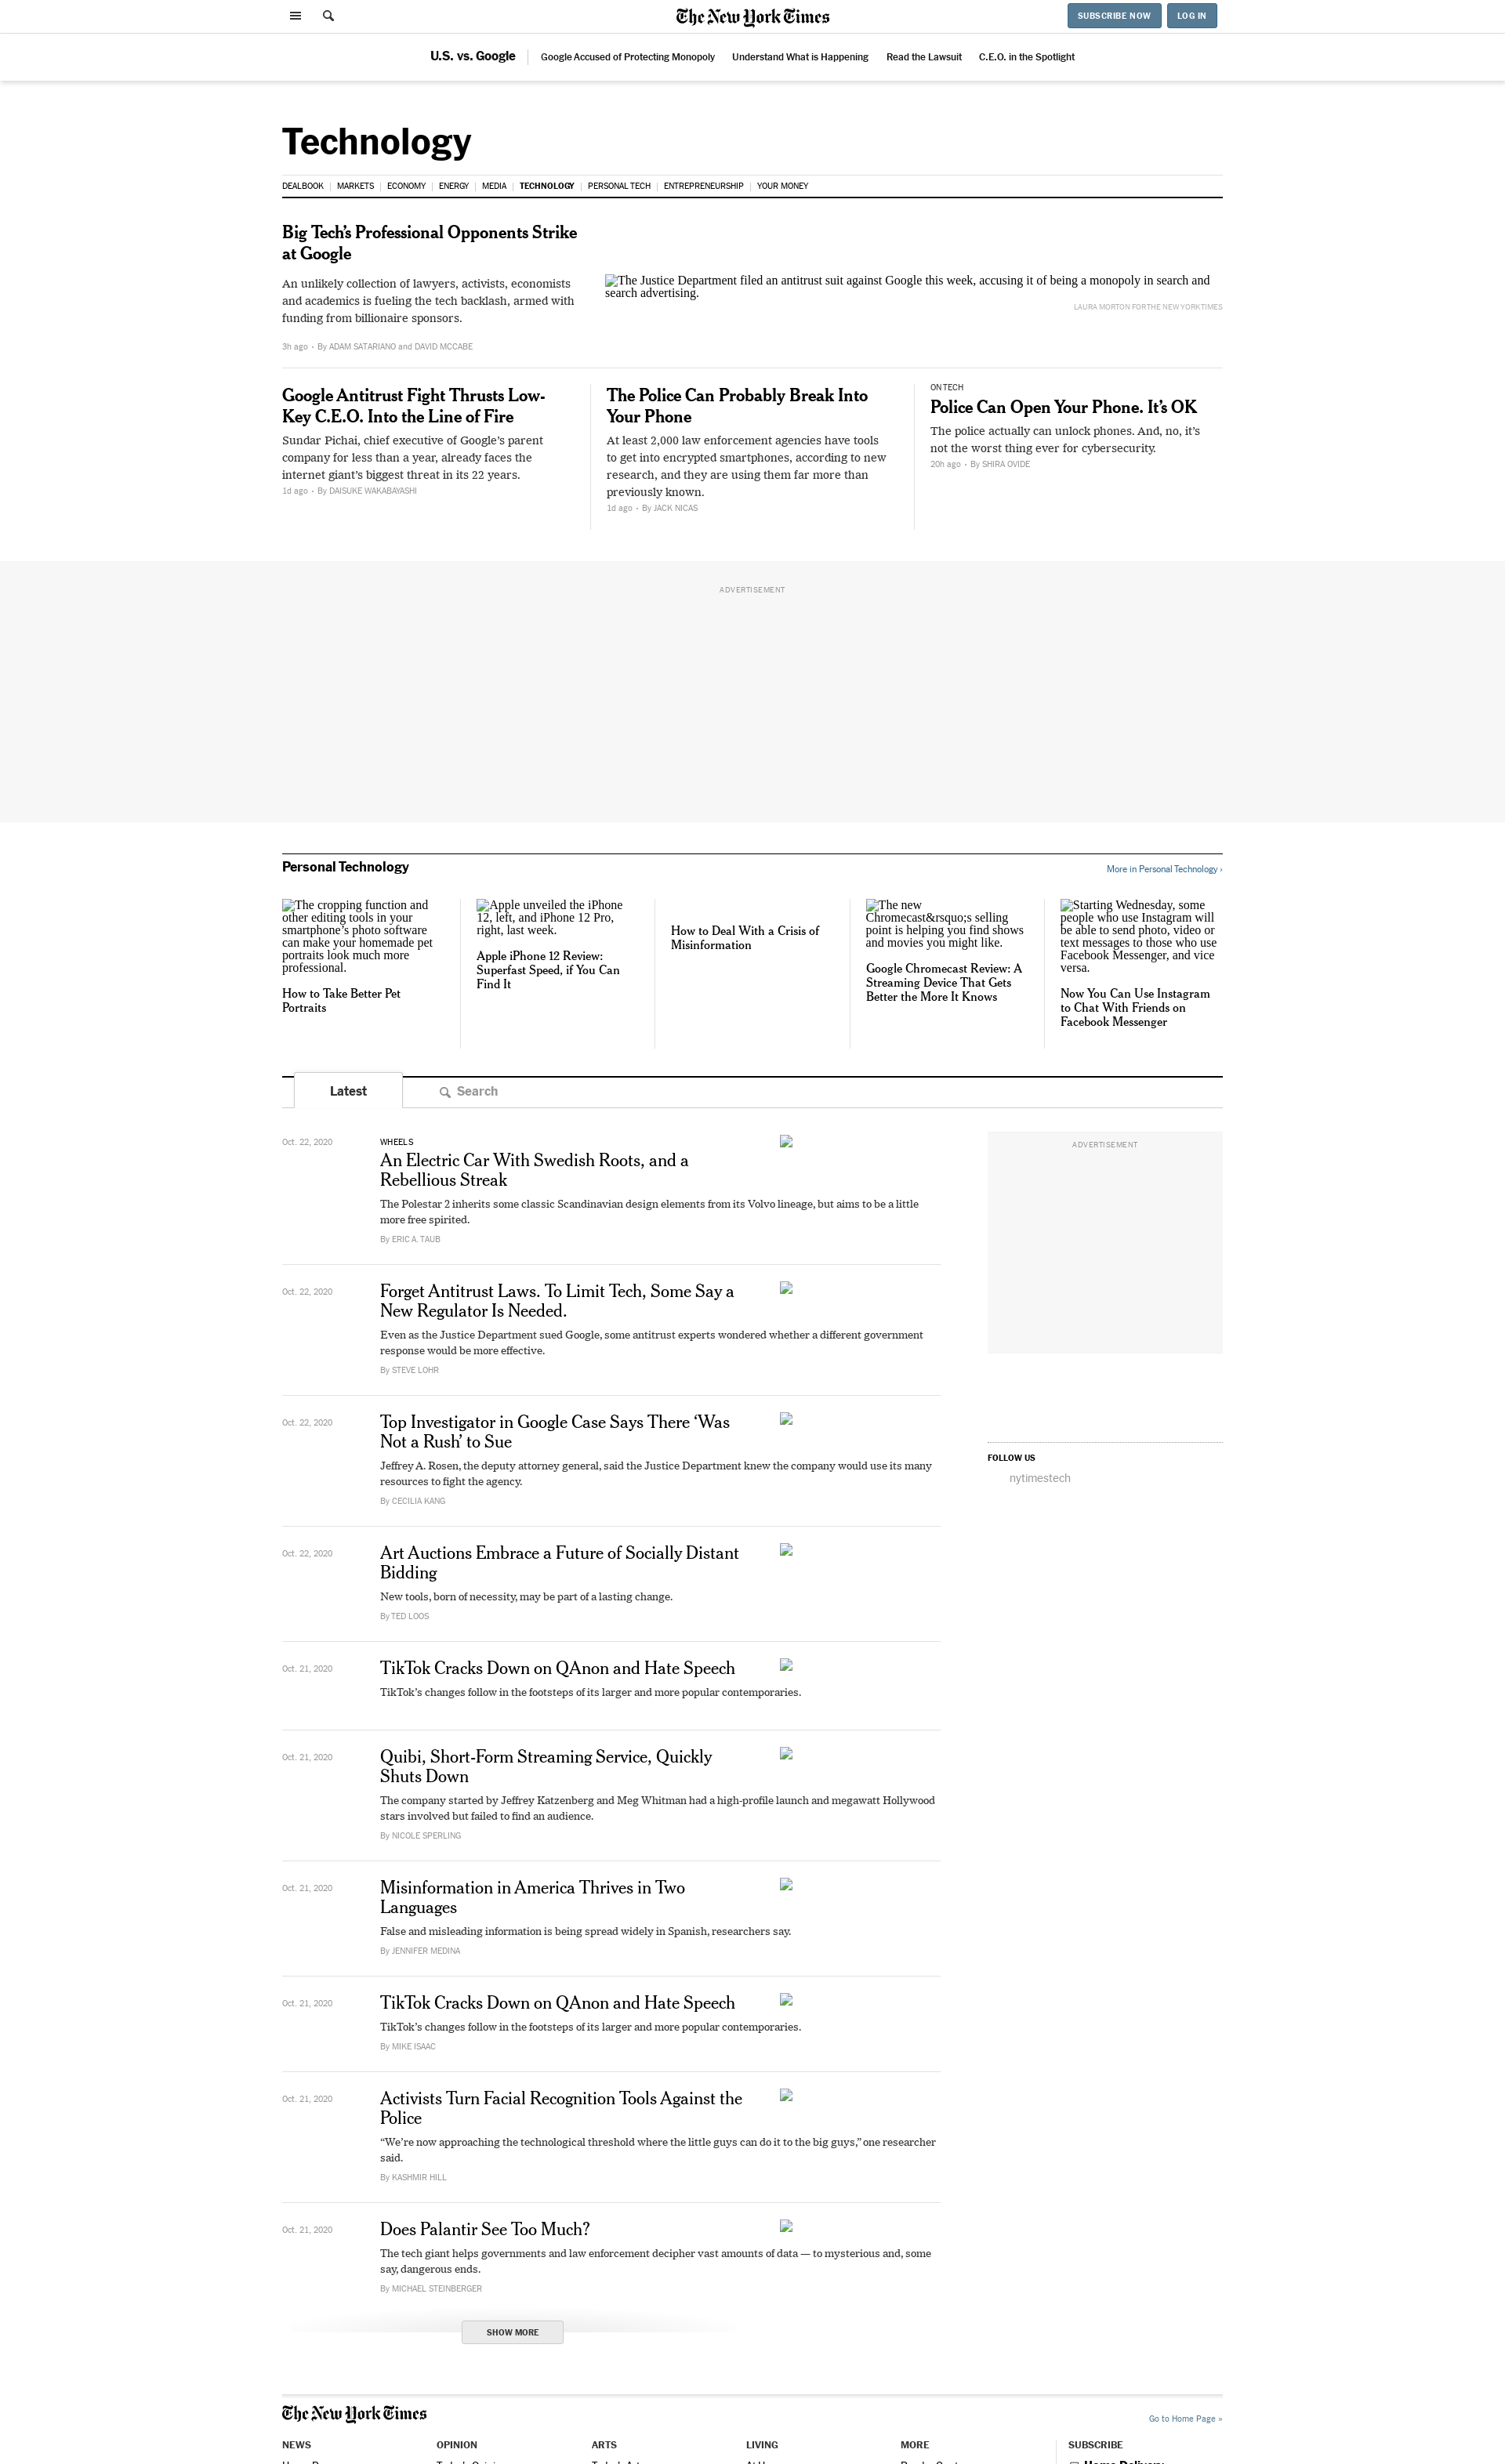 The New York Times
SUBSCRIBE NOW
LOG IN
U.S. vs. Google
Google Accused of Protecting Monopoly
Understand What is Happening
Read the Lawsuit
C.E.O. in the Spotlight
Technology
DEALBOOK
MARKETS
ECONOMY
ENERGY
MEDIA
TECHNOLOGY
PERSONAL TECH
ENTREPRENEURSHIP
YOUR MONEY
Big Tech’s Professional Opponents Strike
at Google
An unlikely collection of lawyers, activists, economists
and academics is fueling the tech backlash, armed with
funding from billionaire sponsors.
3h ago • By ADAM SATARIANO and DAVID MCCABE
The Justice Department filed an antitrust suit against Google this week, accusing it of being a monopoly in search and
search advertising.
LAURA MORTON FOR THE NEW YORK TIMES
Google Antitrust Fight Thrusts Low-
Key C.E.O. Into the Line of Fire
Sundar Pichai, chief executive of Google’s parent
company for less than a year, already faces the
internet giant’s biggest threat in its 22 years.
1d ago • By DAISUKE WAKABAYASHI
The Police Can Probably Break Into
Your Phone
At least 2,000 law enforcement agencies have tools
to get into encrypted smartphones, according to new
research, and they are using them far more than
previously known.
1d ago • By JACK NICAS
ON TECH
Police Can Open Your Phone. It’s OK
The police actually can unlock phones. And, no, it’s
not the worst thing ever for cybersecurity.
20h ago • By SHIRA OVIDE
ADVERTISEMENT
Personal Technology
More in Personal Technology ›
The cropping function and
other editing tools in your
smartphone’s photo software
can make your homemade pet
portraits look much more
professional.
How to Take Better Pet
Portraits
Apple unveiled the iPhone
12, left, and iPhone 12 Pro,
right, last week.
Apple iPhone 12 Review:
Superfast Speed, if You Can
Find It
How to Deal With a Crisis of
Misinformation
The new
Chromecast&rsquo;s selling
point is helping you find shows
and movies you might like.
Google Chromecast Review: A
Streaming Device That Gets
Better the More It Knows
Starting Wednesday, some
people who use Instagram will
be able to send photo, video or
text messages to those who use
Facebook Messenger, and vice
versa.
Now You Can Use Instagram
to Chat With Friends on
Facebook Messenger
Latest
Search
Oct. 22, 2020
WHEELS
An Electric Car With Swedish Roots, and a
Rebellious Streak
The Polestar 2 inherits some classic Scandinavian design elements from its Volvo lineage, but aims to be a little
more free spirited.
By ERIC A. TAUB
ADVERTISEMENT
Oct. 22, 2020
Forget Antitrust Laws. To Limit Tech, Some Say a
New Regulator Is Needed.
Even as the Justice Department sued Google, some antitrust experts wondered whether a different government
response would be more effective.
By STEVE LOHR
Oct. 22, 2020
Top Investigator in Google Case Says There ‘Was
Not a Rush’ to Sue
Jeffrey A. Rosen, the deputy attorney general, said the Justice Department knew the company would use its many
resources to fight the agency.
By CECILIA KANG
FOLLOW US
nytimestech
Oct. 22, 2020
Art Auctions Embrace a Future of Socially Distant
Bidding
New tools, born of necessity, may be part of a lasting change.
By TED LOOS
Oct. 21, 2020
TikTok Cracks Down on QAnon and Hate Speech
TikTok’s changes follow in the footsteps of its larger and more popular contemporaries.
Oct. 21, 2020
Quibi, Short-Form Streaming Service, Quickly
Shuts Down
The company started by Jeffrey Katzenberg and Meg Whitman had a high-profile launch and megawatt Hollywood
stars involved but failed to find an audience.
By NICOLE SPERLING
Oct. 21, 2020
Misinformation in America Thrives in Two
Languages
False and misleading information is being spread widely in Spanish, researchers say.
By JENNIFER MEDINA
Oct. 21, 2020
TikTok Cracks Down on QAnon and Hate Speech
TikTok’s changes follow in the footsteps of its larger and more popular contemporaries.
By MIKE ISAAC
Oct. 21, 2020
Activists Turn Facial Recognition Tools Against the
Police
“We’re now approaching the technological threshold where the little guys can do it to the big guys,” one researcher
said.
By KASHMIR HILL
Oct. 21, 2020
Does Palantir See Too Much?
The tech giant helps governments and law enforcement decipher vast amounts of data — to mysterious and, some
say, dangerous ends.
By MICHAEL STEINBERGER
SHOW MORE
The New York Times
Go to Home Page »
NEWS
OPINION
ARTS
LIVING
MORE
SUBSCRIBE